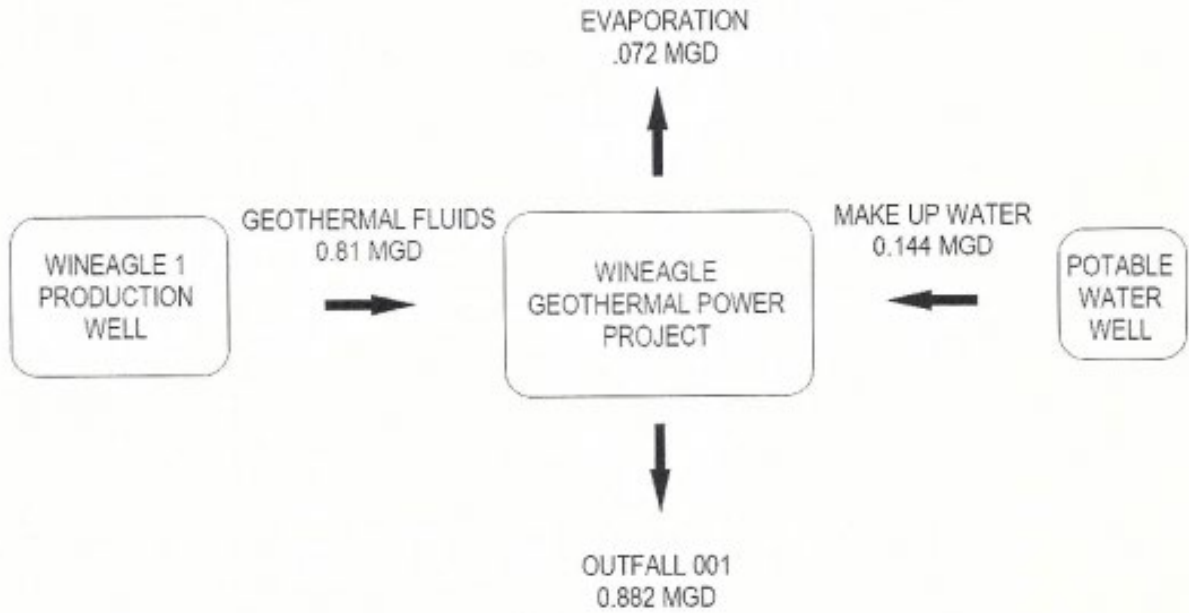 EVAPORATION
.072 MGD
GEOTHERMAL FLUIDS
0.81 MGD
MAKE UP WATER
0.144 MGD
WINEAGLE 1
PRODUCTION
WELL
WINEAGLE
GEOTHERMAL POWER
PROJECT
POTABLE
WATER
WELL
OUTFALL 001
0.882 MGD